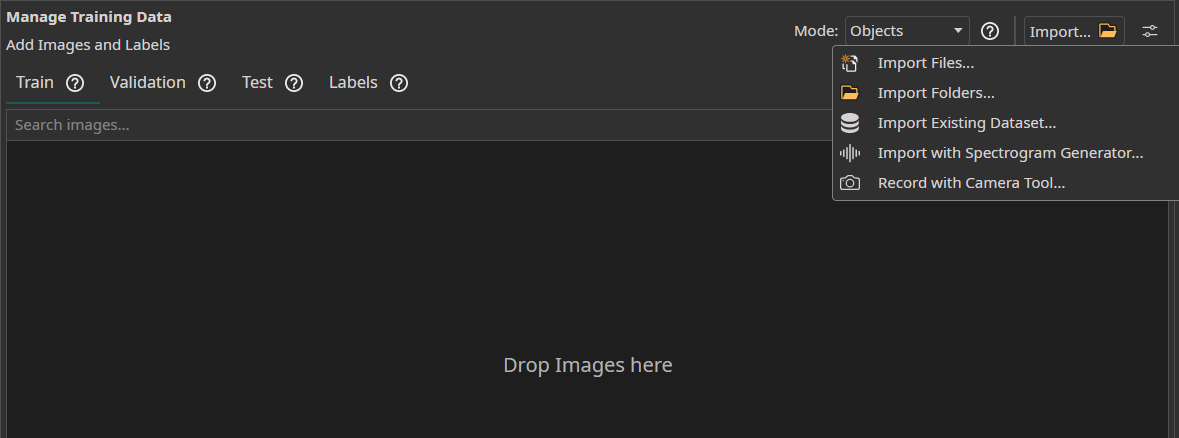 Manage Training Data
Add Images and Labels
Mode: Objects Import...
Train Validation Test Labels
Search images...
Import Files...
Import Folders...
Import Existing Dataset...
Import with Spectrogram Generator...
Record with Camera Tool...
Drop Images here